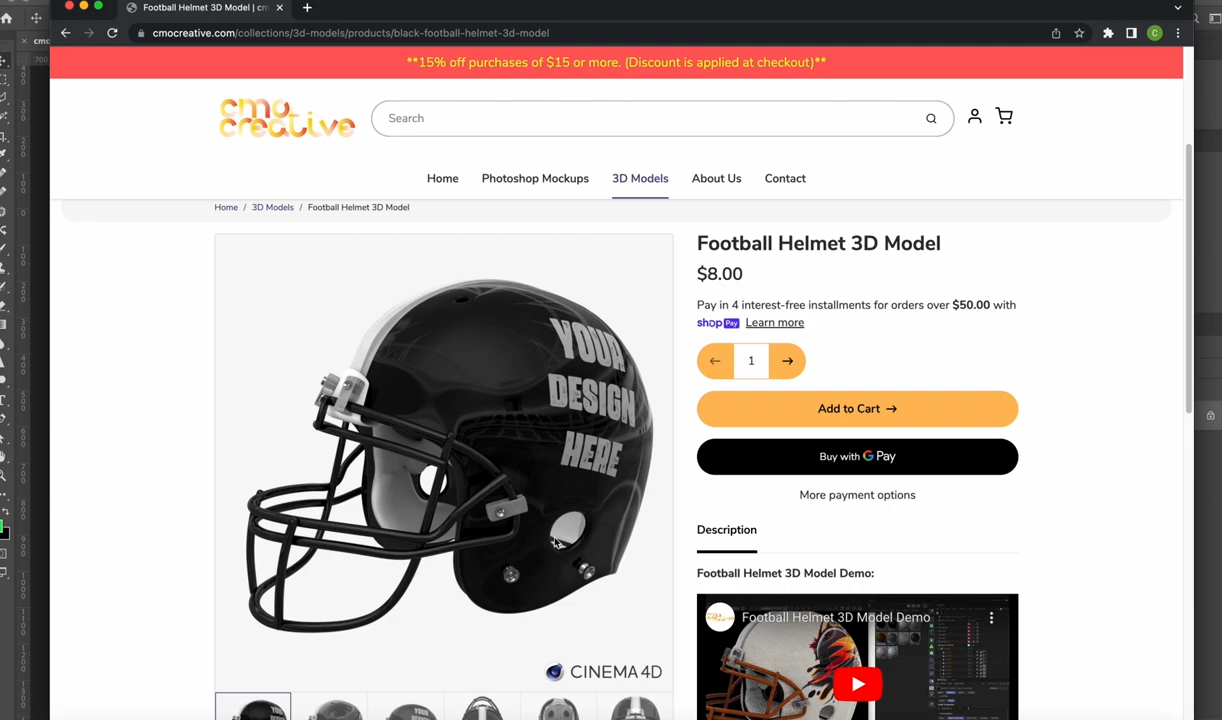 Football Helmet 3D Model | cm
cmo
cmocreative.com/collections/3d-models/products/black-football-helmet-3d-model
C
**15% off purchases of $15 or more. (Discount is applied at checkout)**
cmo
creative
Search
Home
Photoshop Mockups
3D Models
About Us
Contact
Home / 3D Models / Football Helmet 3D Model
Football Helmet 3D Model
$8.00
Pay in 4 interest-free installments for orders over $50.00 with
shop Pay Learn more
1
Add to Cart →
Buy with G Pay
More payment options
Description
Football Helmet 3D Model Demo:
Football Helmet 3D Model Demo
YOUR
DESIGN
HERE
CINEMA 4D